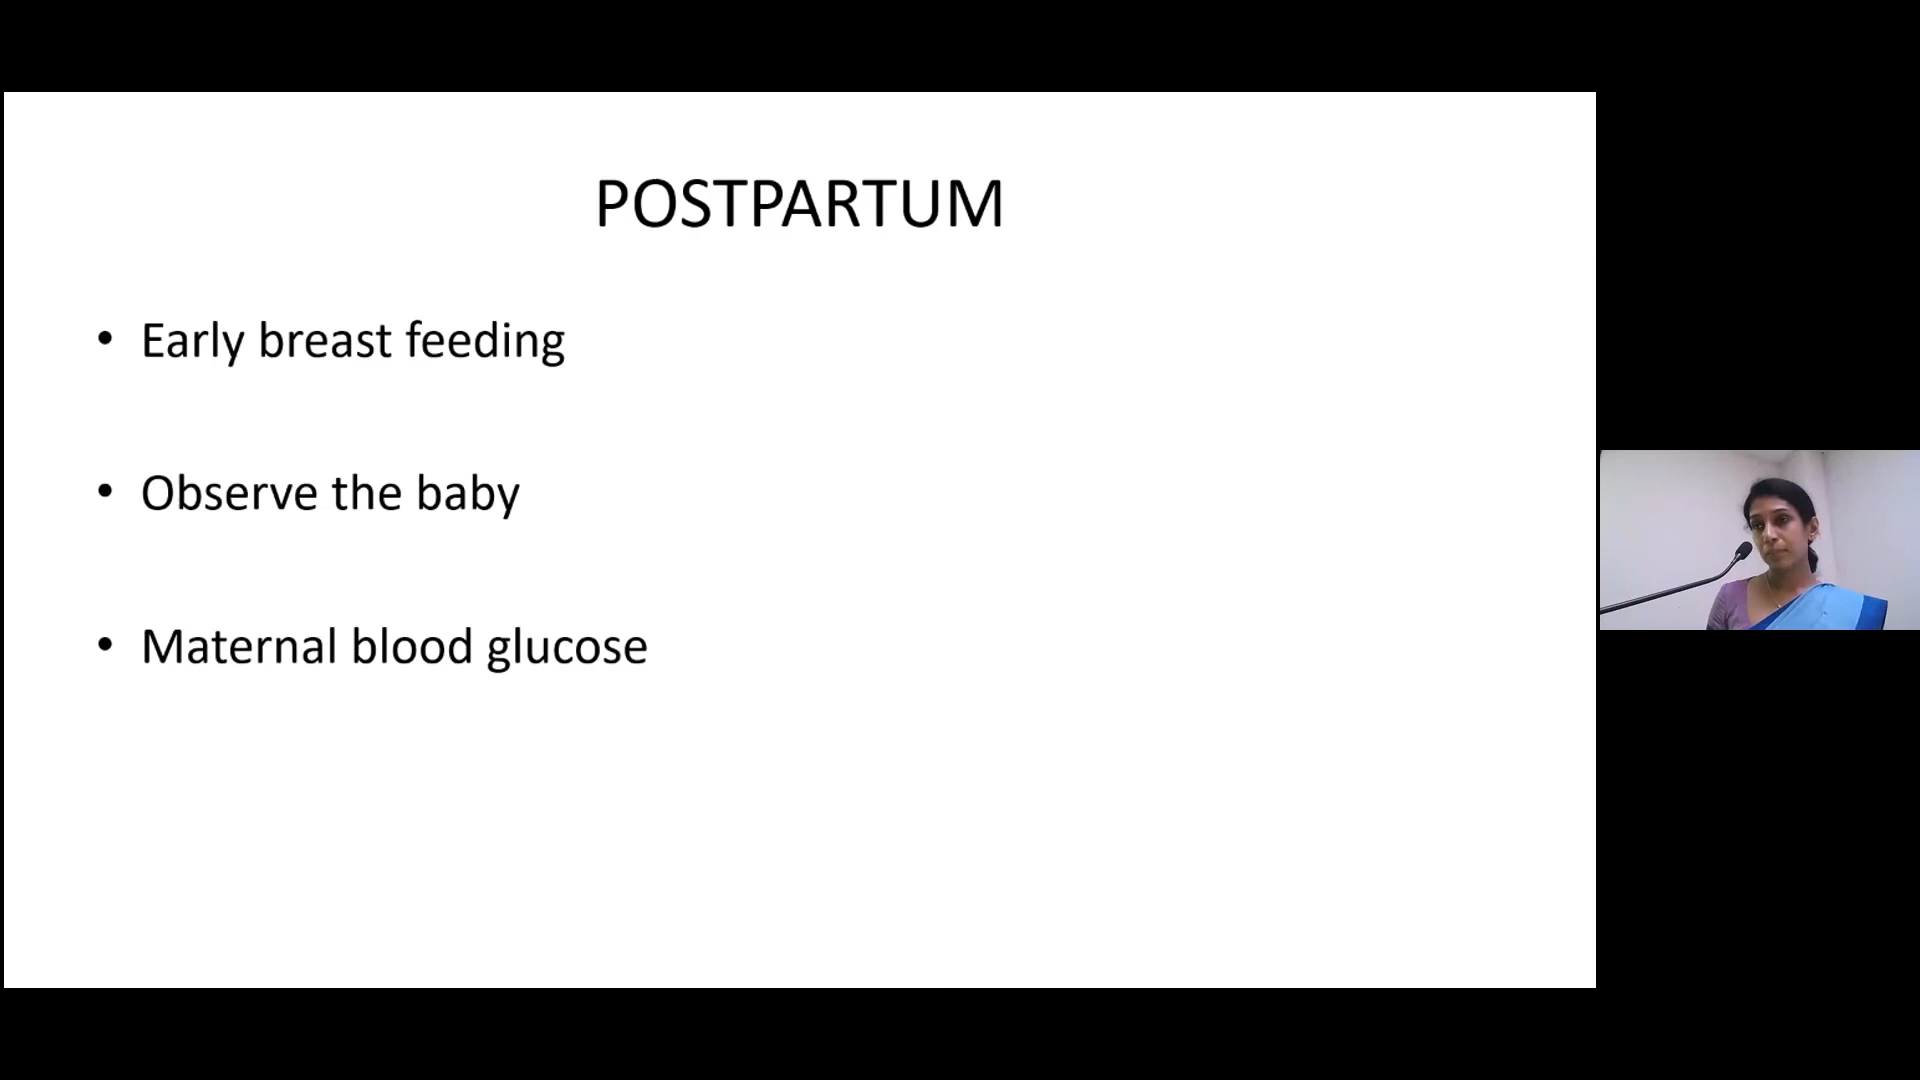 POSTPARTUM
• Early breast feeding
• Observe the baby
• Maternal blood glucose